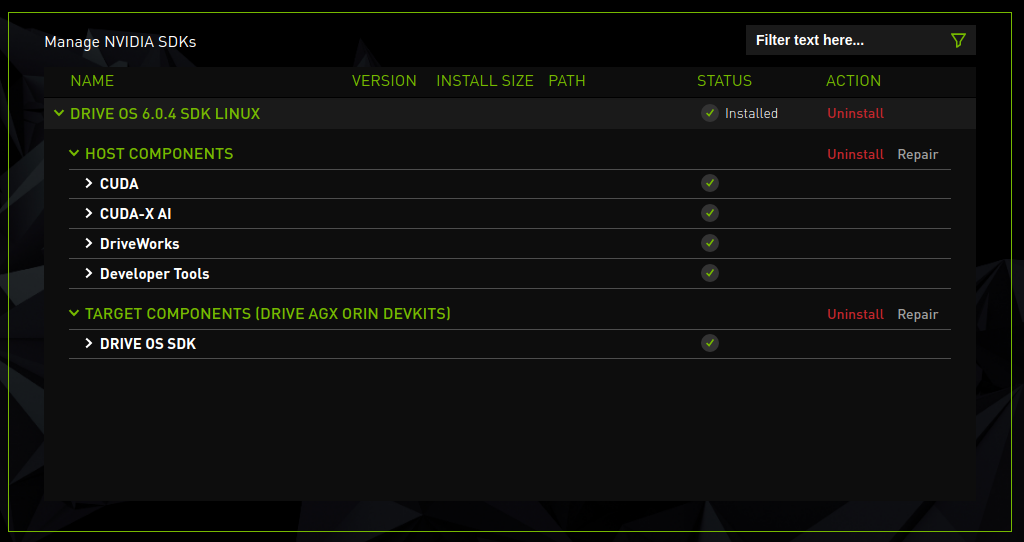 Manage NVIDIA SDKs
Filter text here...
NAME VERSION INSTALL SIZE PATH STATUS ACTION
DRIVE OS 6.0.4 SDK LINUX Installed Uninstall
HOST COMPONENTS Uninstall Repair
CUDA
CUDA-X AI
DriveWorks
Developer Tools
TARGET COMPONENTS (DRIVE AGX ORIN DEVKITS) Uninstall Repair
DRIVE OS SDK